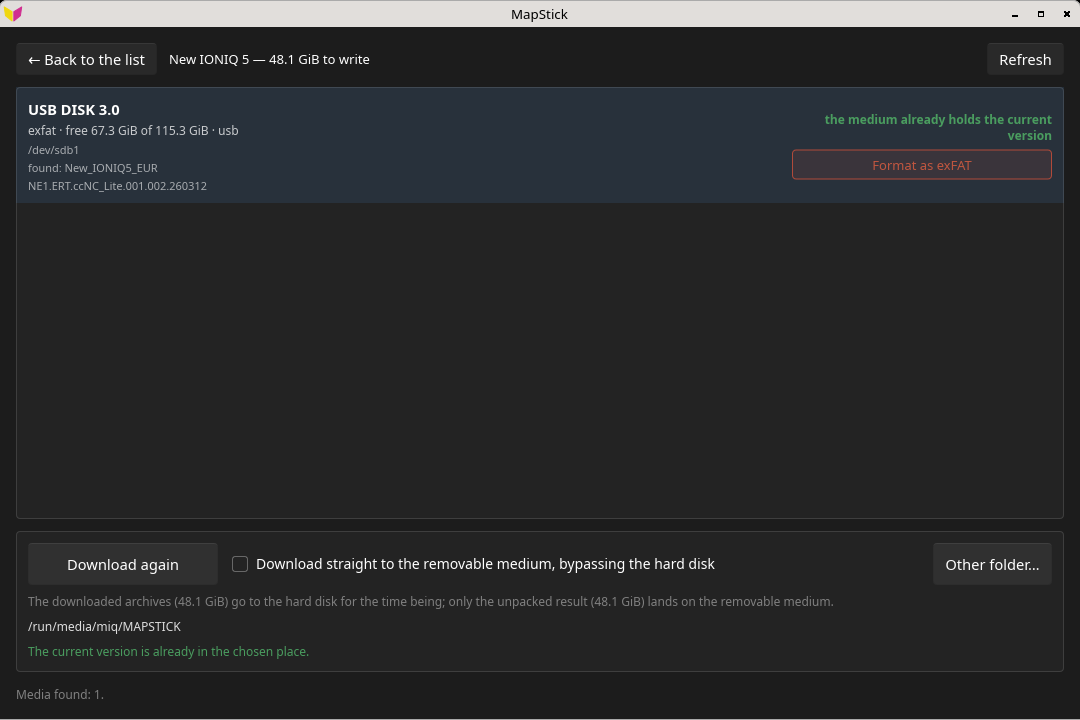 MapStick
← Back to the list
New IONIQ 5 — 48.1 GiB to write
Refresh
USB DISK 3.0
exfat · free 67.3 GiB of 115.3 GiB · usb
/dev/sdb1
found: New_IONIQ5_EUR
NE1.ERT.ccNC_Lite.001.002.260312
the medium already holds the current
version
Format as exFAT
Download again
Download straight to the removable medium, bypassing the hard disk
Other folder...
The downloaded archives (48.1 GiB) go to the hard disk for the time being; only the unpacked result (48.1 GiB) lands on the removable medium.
/run/media/miq/MAPSTICK
The current version is already in the chosen place.
Media found: 1.